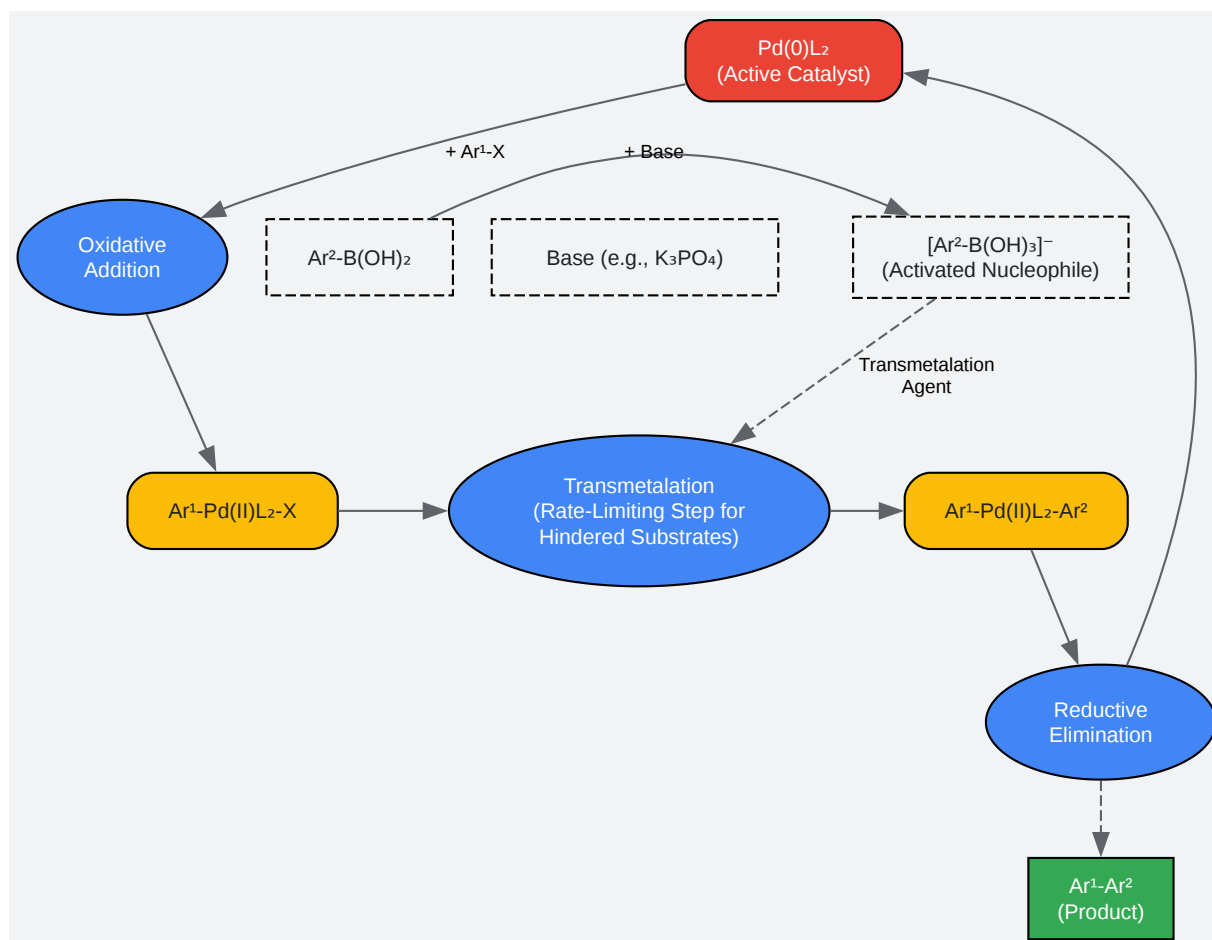 Pd(0)L₂
(Active Catalyst)
+ Ar¹-X
+ Base
Oxidative
Addition
Ar²-B(OH)₂
Base (e.g., K₃PO₄)
[Ar²-B(OH)₃]⁻
(Activated Nucleophile)
Transmetalation
Agent
Ar¹-Pd(II)L₂-X
Transmetalation
(Rate-Limiting Step for
Hindered Substrates)
Ar¹-Pd(II)L₂-Ar²
Reductive
Elimination
Ar¹-Ar²
(Product)